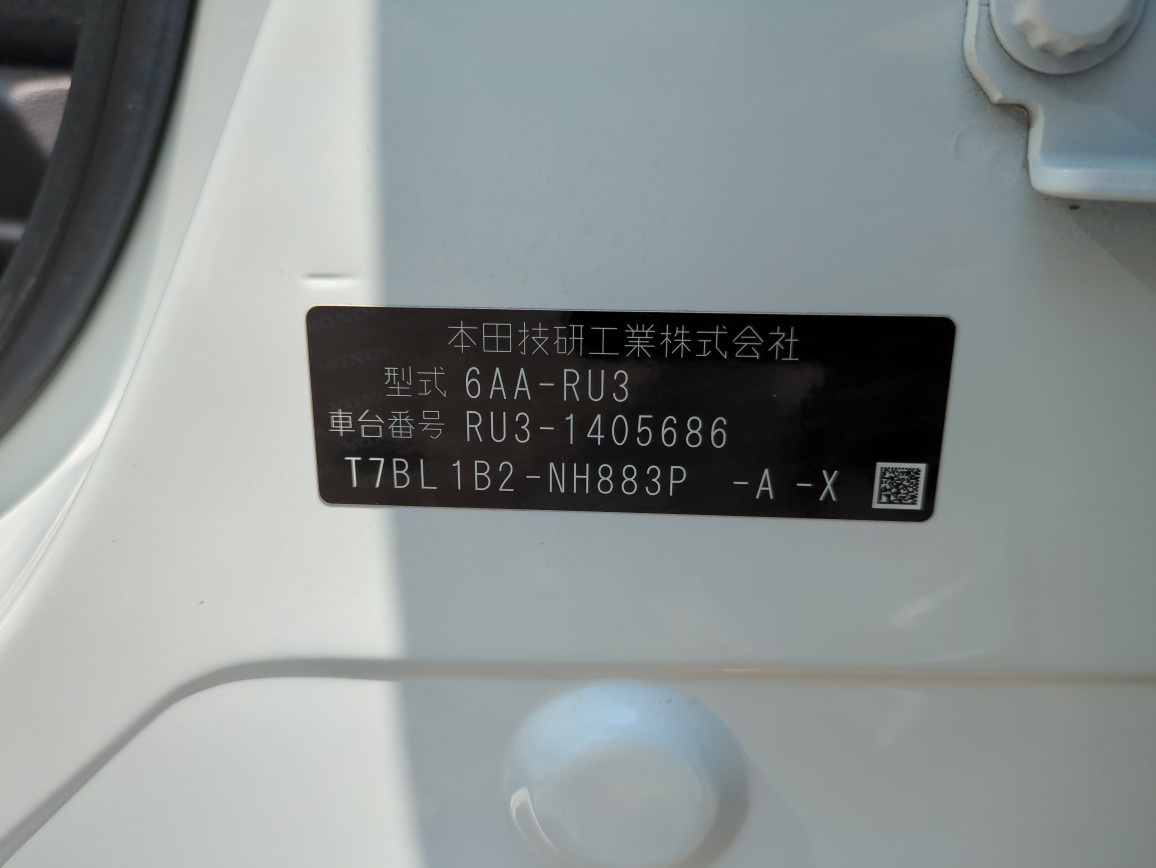 本田技研工業株式会社
型式 6AA-RU3
車台番号 RU3-1405686
T7BL1B2-NH883P -A -X